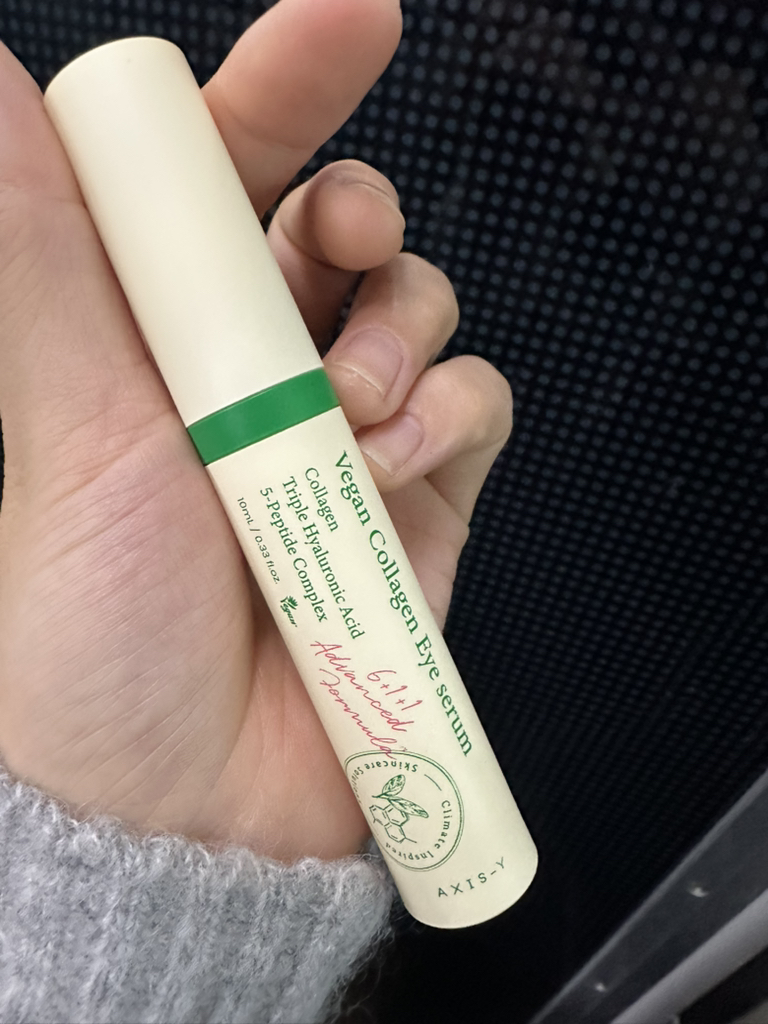 Vegan Collagen Eye serum
Collagen
Triple Hyaluronic Acid
5-Peptide Complex
10mL / 0.33 fl.oz.
Vegan
6+1+1
Advanced
Formula
Climate Inspired
Skincare
AXIS-Y